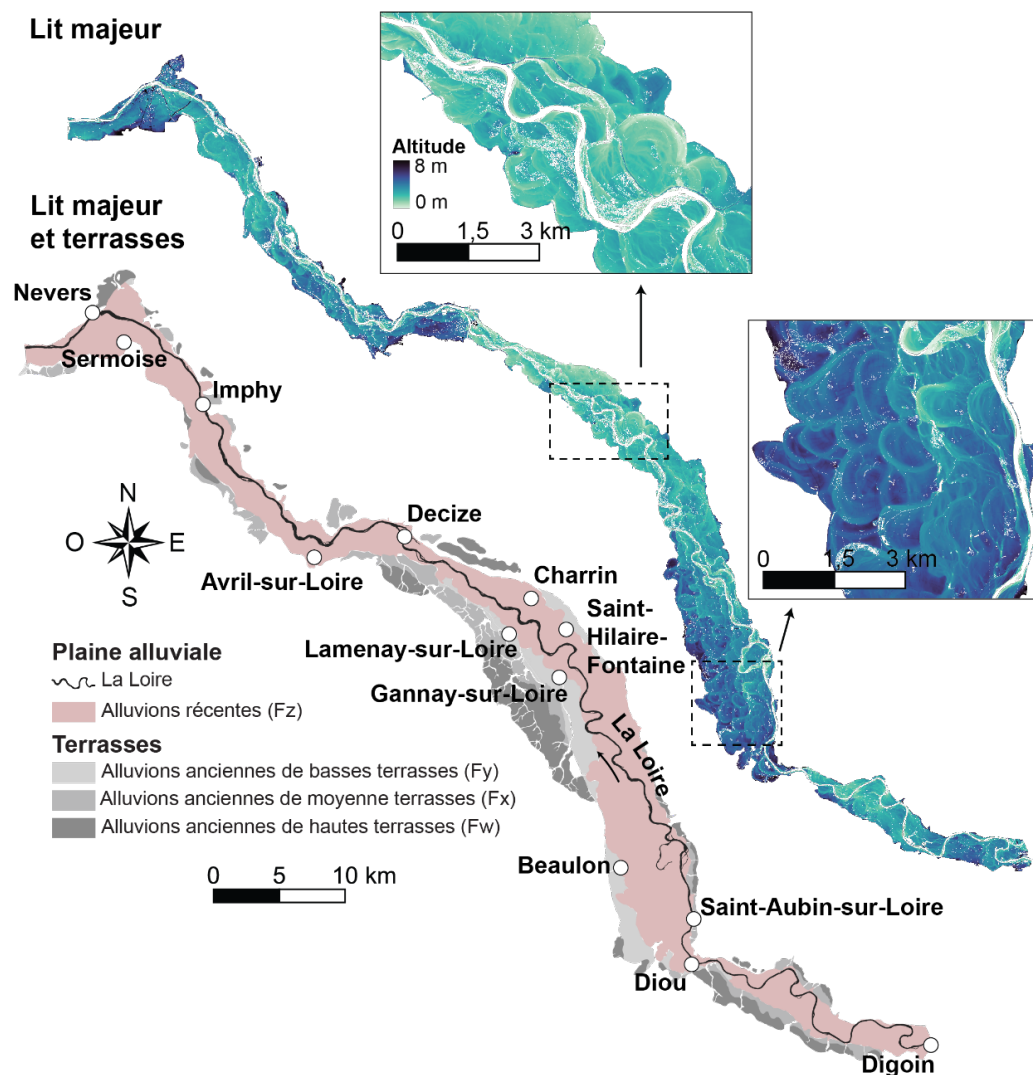 Lit majeur
Altitude
8 m
0 m
0 1,5 3 km
Lit majeur
et terrasses
Nevers
Sermoise
Imphy
0 1,5 3 km
N
O E
S
Decize
Avril-sur-Loire
Charrin
Saint-
Hilaire-
Fontaine
Lamenay-sur-Loire
Gannay-sur-Loire
La Loire
Plaine alluviale
La Loire
Alluvions récentes (Fz)
Terrasses
Alluvions anciennes de basses terrasses (Fy)
Alluvions anciennes de moyenne terrasses (Fx)
Alluvions anciennes de hautes terrasses (Fw)
0 5 10 km
Beaulon
Saint-Aubin-sur-Loire
Diou
Digoin